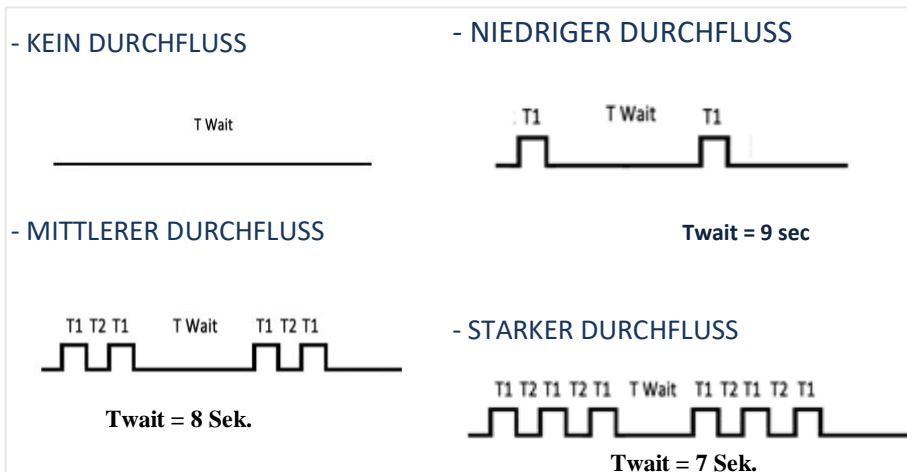 - KEIN DURCHFLUSS
T Wait
- NIEDRIGER DURCHFLUSS
T1 T Wait T1
Twait = 9 sec
- MITTLERER DURCHFLUSS
T1 T2 T1 T Wait T1 T2 T1
Twait = 8 Sek.
- STARKER DURCHFLUSS
T1 T2 T1 T2 T1 T Wait T1 T2 T1 T2 T1
Twait = 7 Sek.